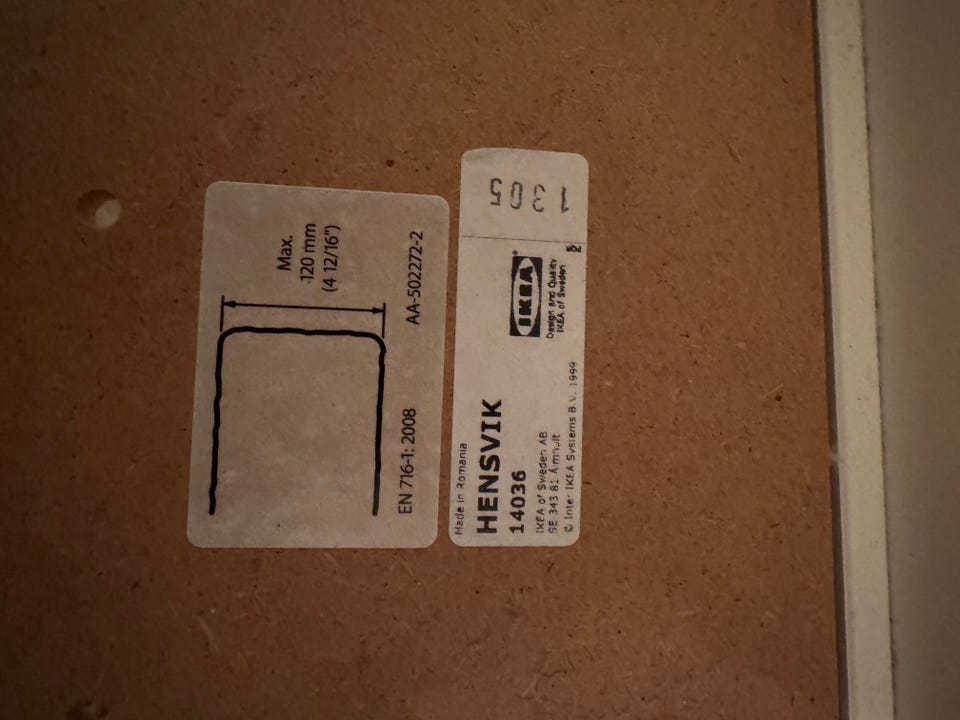 Max.
120 mm
(4 12/16")
EN 716-1: 2008 AA-502272-2
Made in Romania
HENSVIK
14036
IKEA of Sweden AB
SE 343 81 Älmhult
© Inter IKEA Systems B.V. 1999
IKEA
Design and Quality
IKEA of Sweden
1305